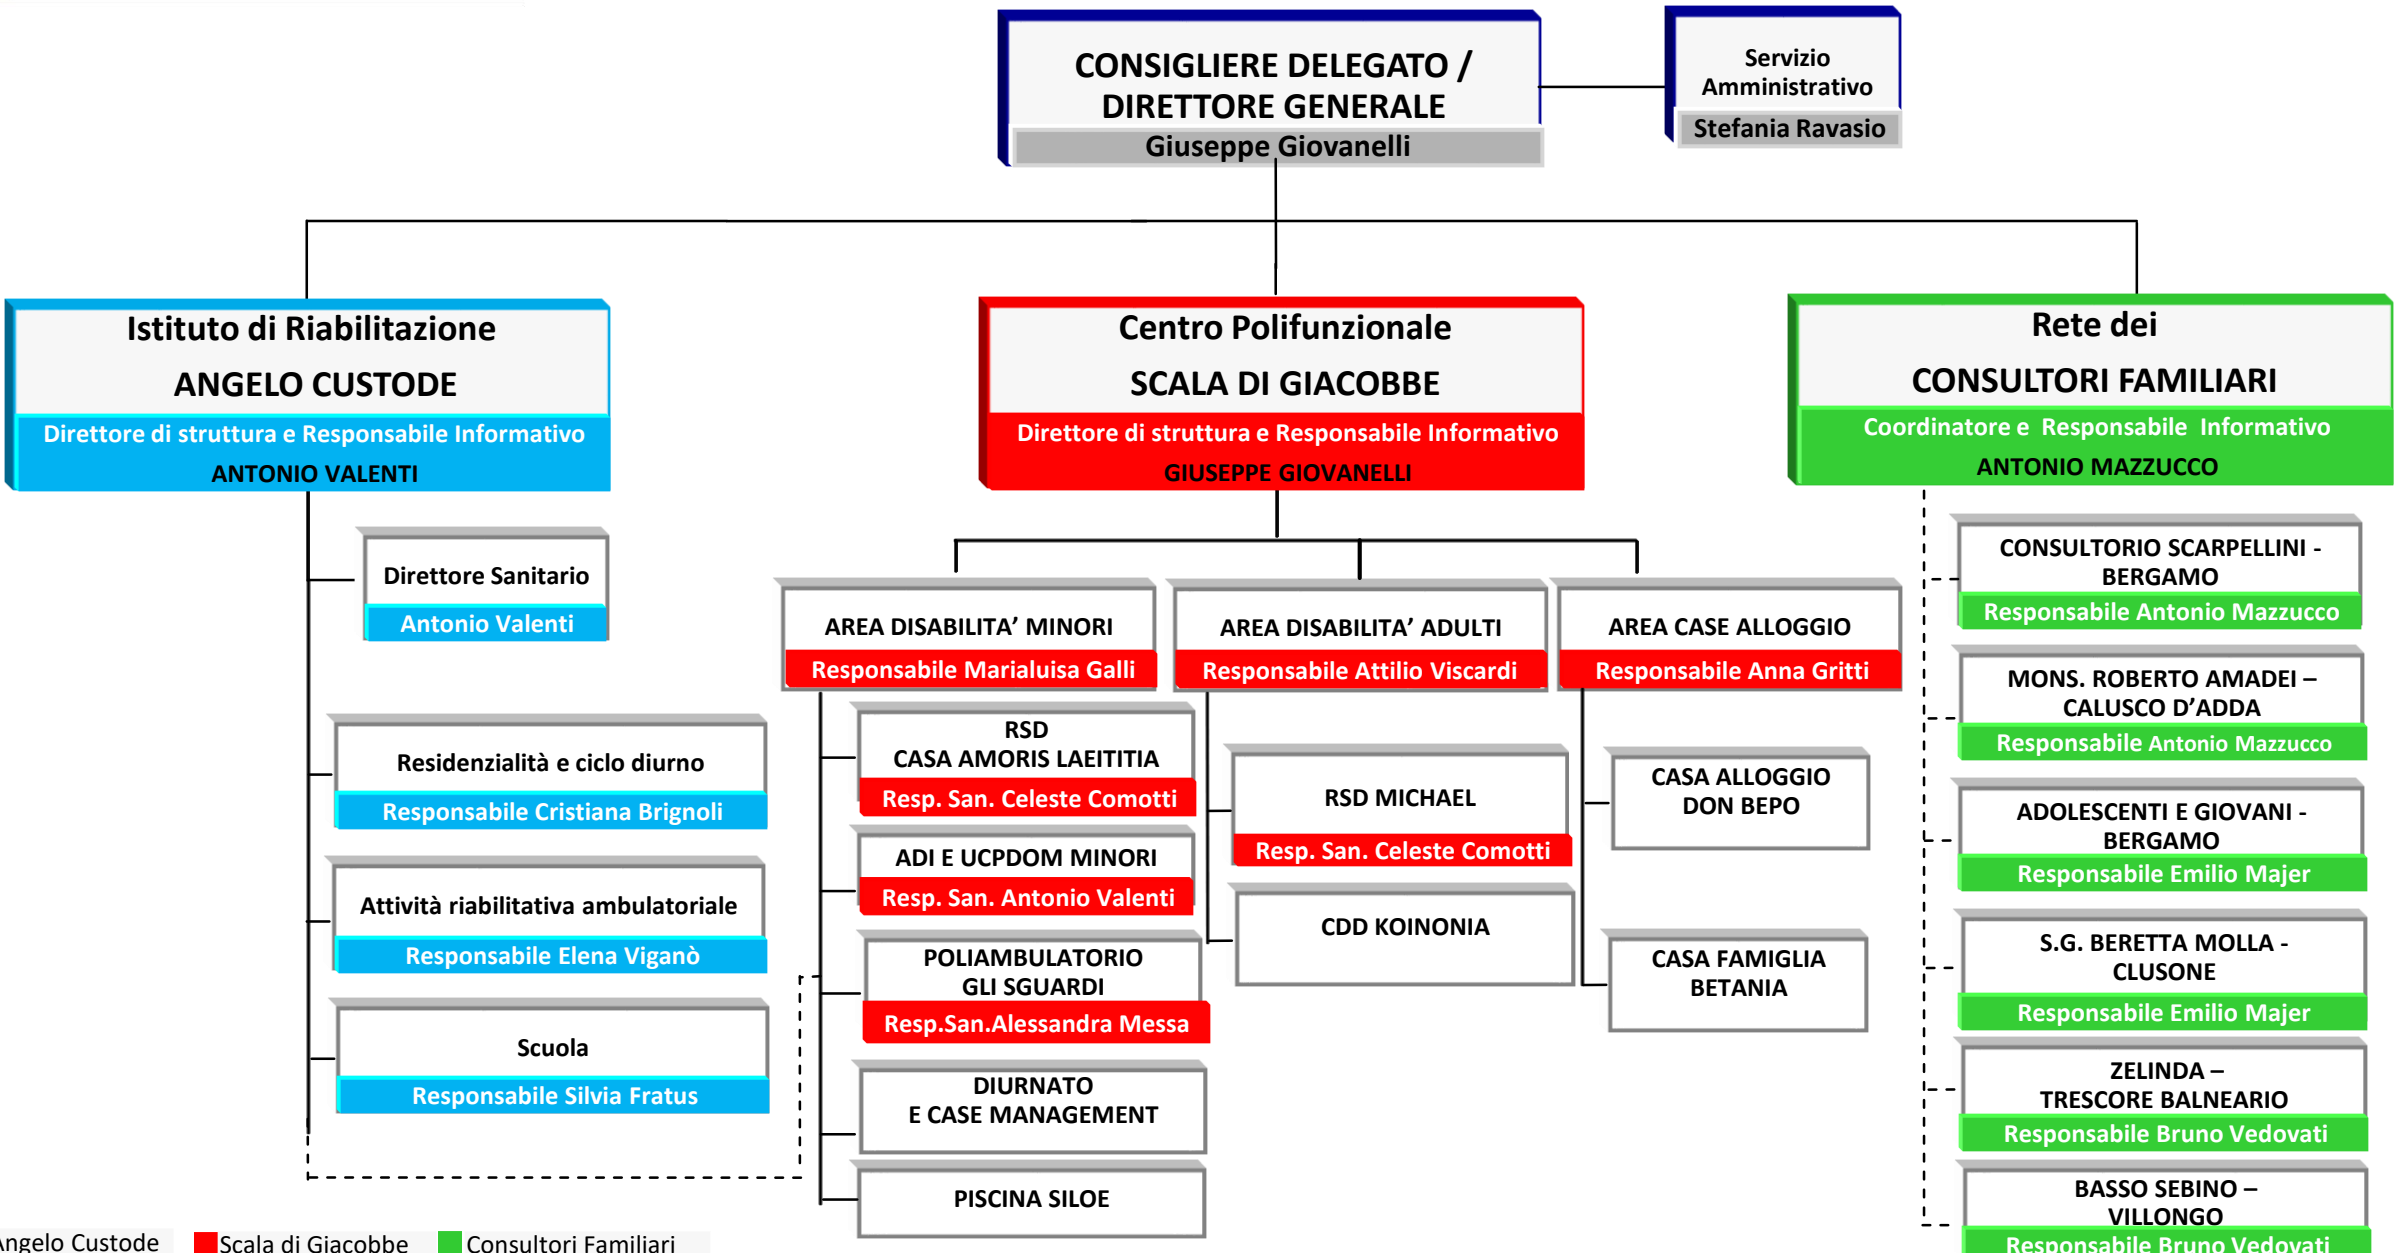 CONSIGLIERE DELEGATO /
DIRETTORE GENERALE
Giuseppe Giovanelli
Servizio
Amministrativo
Stefania Ravasio
Istituto di Riabilitazione
ANGELO CUSTODE
Direttore di struttura e Responsabile Informativo
ANTONIO VALENTI
Direttore Sanitario
Antonio Valenti
Residenzialità e ciclo diurno
Responsabile Cristiana Brignoli
Attività riabilitativa ambulatoriale
Responsabile Elena Viganò
Scuola
Responsabile Silvia Fratus
Centro Polifunzionale
SCALA DI GIACOBBE
Direttore di struttura e Responsabile Informativo
GIUSEPPE GIOVANELLI
AREA DISABILITA’ MINORI
Responsabile Marialuisa Galli
RSD
CASA AMORIS LAEITITIA
Resp. San. Celeste Comotti
ADI E UCPDOM MINORI
Resp. San. Antonio Valenti
POLIAMBULATORIO
GLI SGUARDI
Resp.San.Alessandra Messa
DIURNATO
E CASE MANAGEMENT
PISCINA SILOE
AREA DISABILITA’ ADULTI
Responsabile Attilio Viscardi
RSD MICHAEL
Resp. San. Celeste Comotti
CDD KOINONIA
AREA CASE ALLOGGIO
Responsabile Anna Gritti
CASA ALLOGGIO
DON BEPO
CASA FAMIGLIA
BETANIA
Rete dei
CONSULTORI FAMILIARI
Coordinatore e Responsabile Informativo
ANTONIO MAZZUCCO
CONSULTORIO SCARPELLINI -
BERGAMO
Responsabile Antonio Mazzucco
MONS. ROBERTO AMADEI –
CALUSCO D’ADDA
Responsabile Antonio Mazzucco
ADOLESCENTI E GIOVANI -
BERGAMO
Responsabile Emilio Majer
S.G. BERETTA MOLLA -
CLUSONE
Responsabile Emilio Majer
ZELINDA –
TRESCORE BALNEARIO
Responsabile Bruno Vedovati
BASSO SEBINO –
VILLONGO
Responsabile Bruno Vedovati
Angelo Custode
Scala di Giacobbe
Consultori Familiari